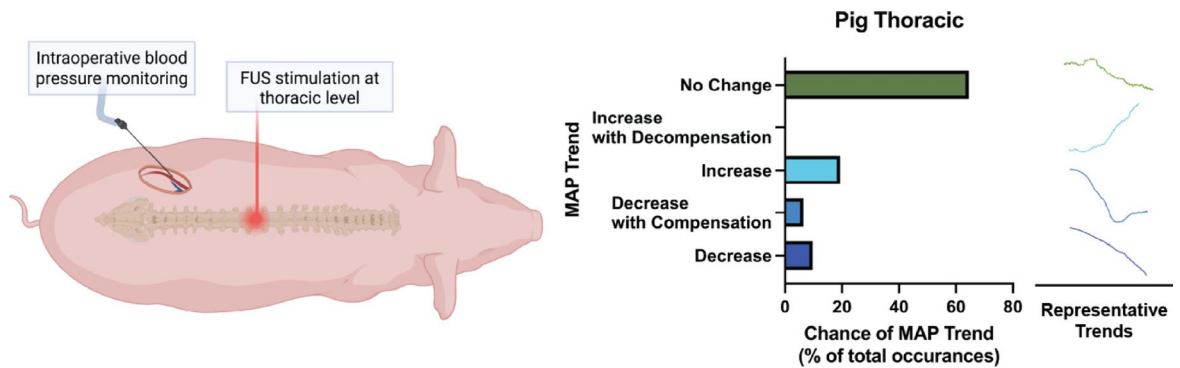 Intraoperative blood
pressure monitoring
FUS stimulation at
thoracic level
Pig Thoracic
MAP Trend
No Change
Increase
with Decompensation
Increase
Decrease
with Compensation
Decrease
0 20 40 60 80
Chance of MAP Trend
(% of total occurances)
Representative
Trends